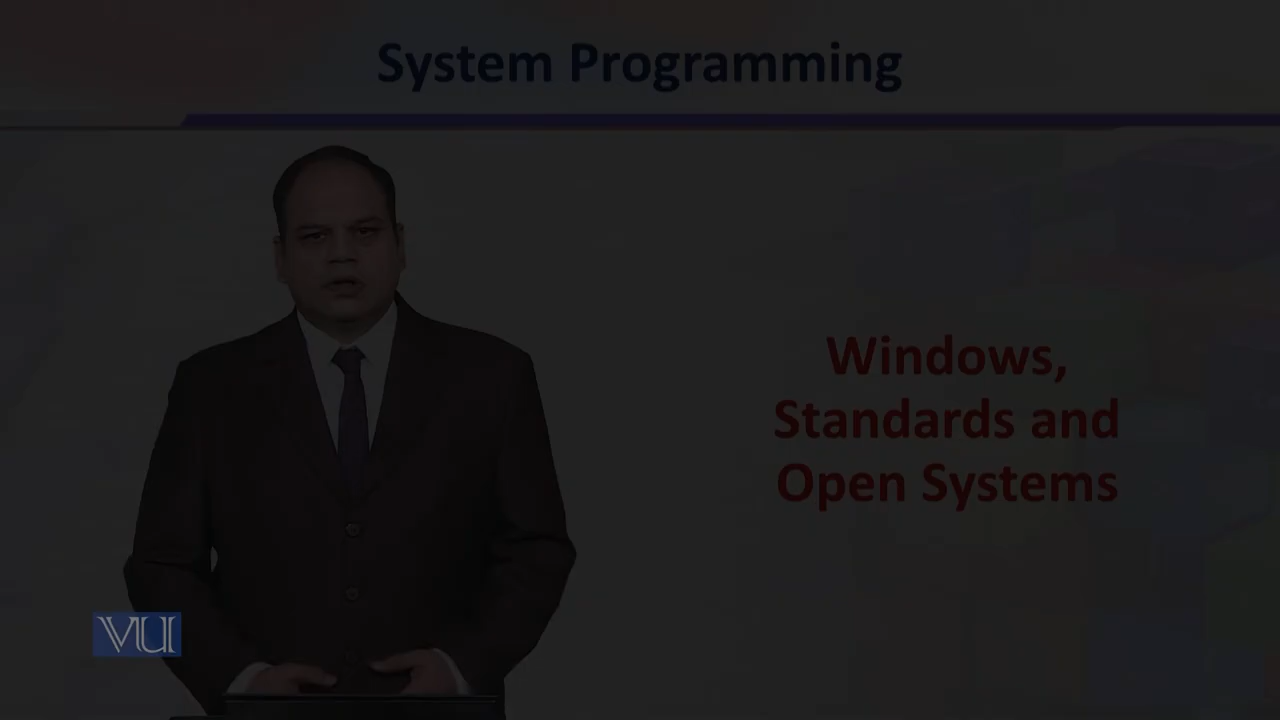 System Programming
Windows,
Standards and
Open Systems
VU